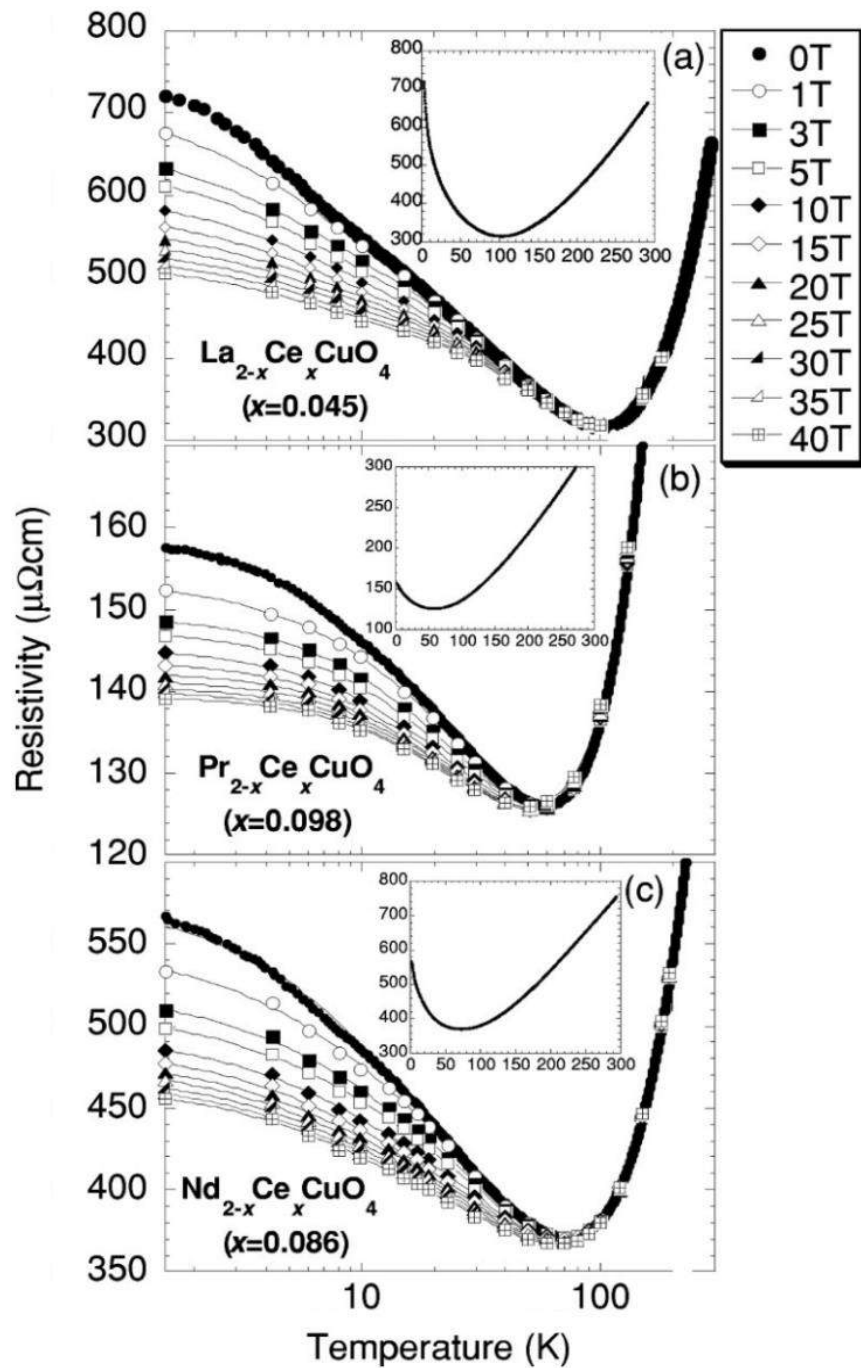 800
700
600
500
400
300
(a)
800
700
600
500
400
300
0 50 100 150 200 250 300
La2-xCexCuO4
(x=0.045)
0T
1T
3T
5T
10T
15T
20T
25T
30T
35T
40T
Resistivity (μΩcm)
160
150
140
130
120
(b)
300
250
200
150
100
0 50 100 150 200 250 300
Pr2-xCexCuO4
(x=0.098)
550
500
450
400
350
(c)
800
700
600
500
400
300
0 50 100 150 200 250 300
Nd2-xCexCuO4
(x=0.086)
10 100
Temperature (K)